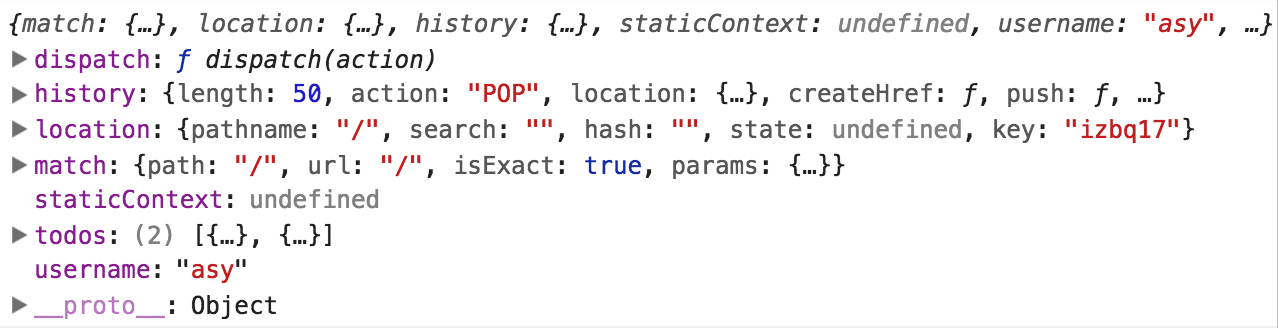 {match: {…}, location: {…}, history: {…}, staticContext: undefined, username: "asy", …}
▶dispatch: ƒ dispatch(action)
▶history: {length: 50, action: "POP", location: {…}, createHref: ƒ, push: ƒ, …}
▶location: {pathname: "/", search: "", hash: "", state: undefined, key: "izbq17"}
▶match: {path: "/", url: "/", isExact: true, params: {…}}
staticContext: undefined
▶todos: (2) [{…}, {…}]
username: "asy"
▶__proto__: Object